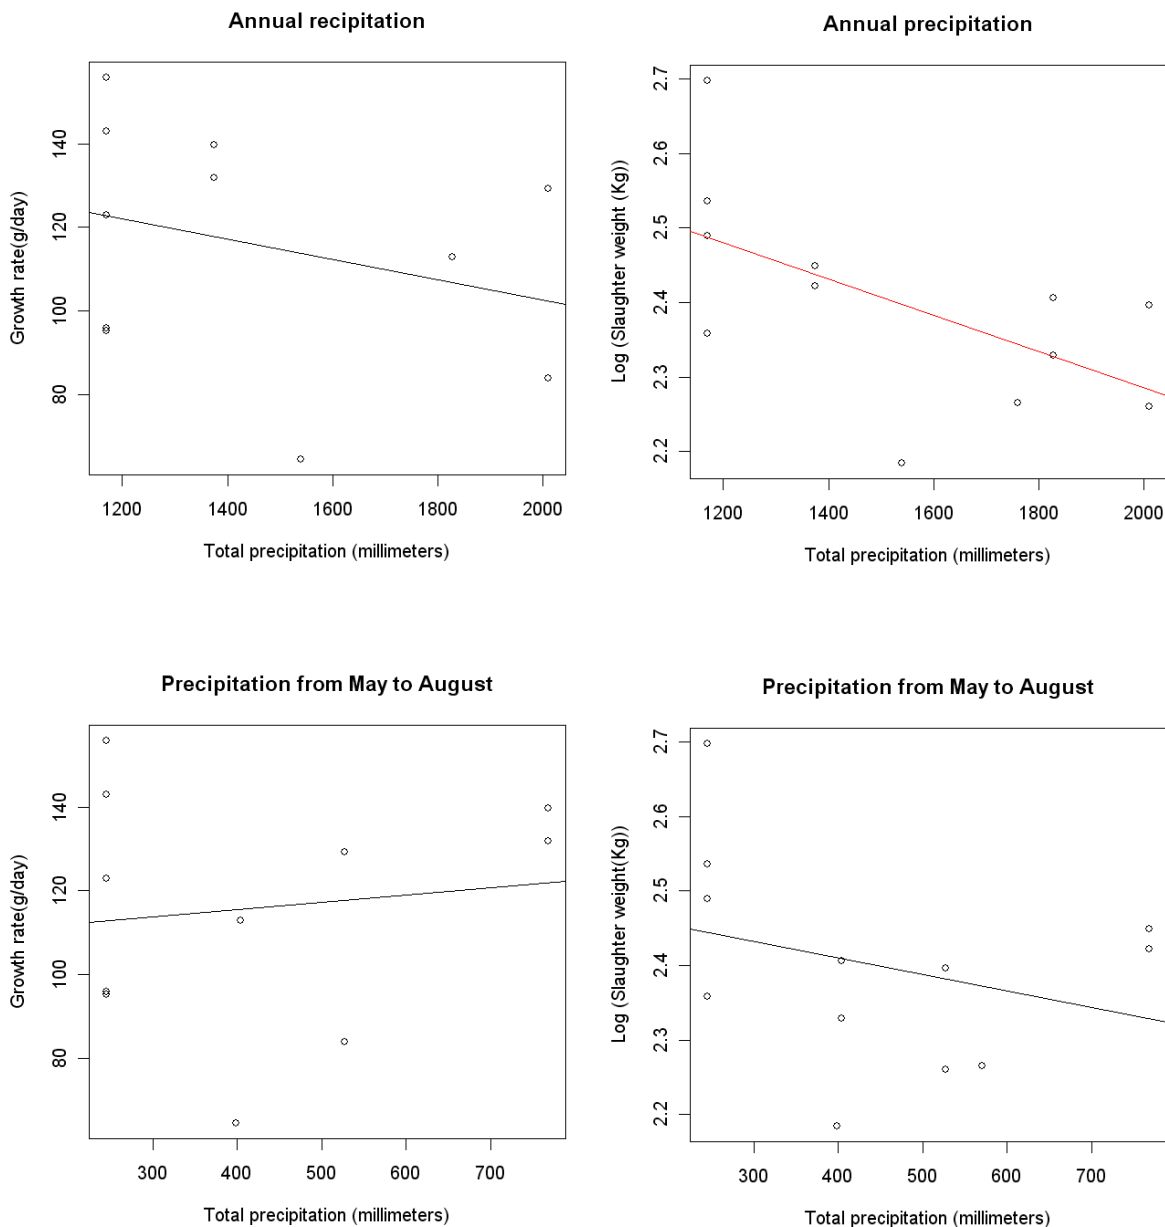 Annual recipitation
Growth rate(g/day)
140
120
100
80
1200 1400 1600 1800 2000
Total precipitation (millimeters)
Annual precipitation
Log (Slaughter weight (Kg))
2.7
2.6
2.5
2.4
2.3
2.2
1200 1400 1600 1800 2000
Total precipitation (millimeters)
Precipitation from May to August
Growth rate(g/day)
140
120
100
80
300 400 500 600 700
Total precipitation (millimeters)
Precipitation from May to August
Log (Slaughter weight(Kg))
2.7
2.6
2.5
2.4
2.3
2.2
300 400 500 600 700
Total precipitation (millimeters)